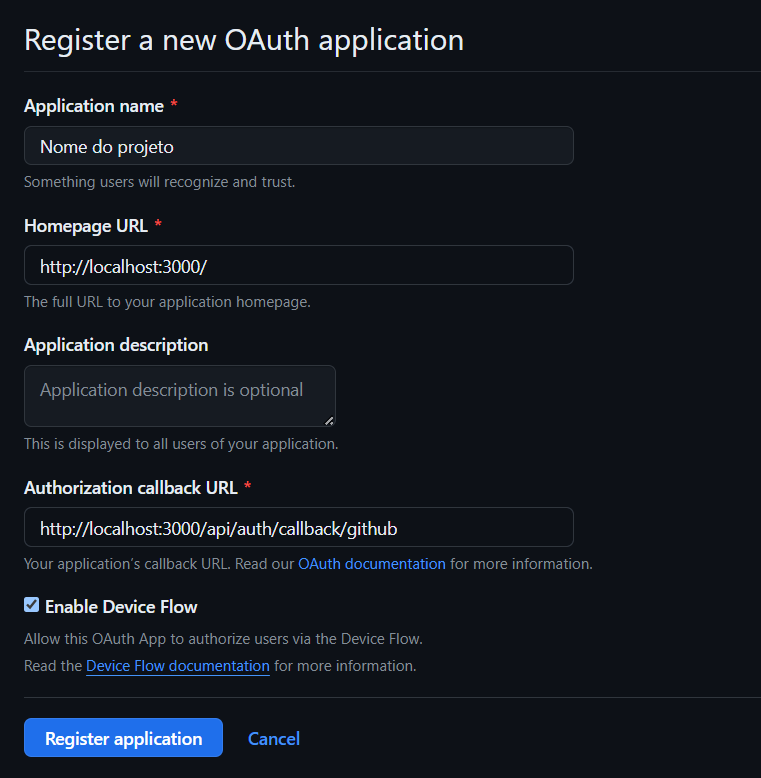 Register a new OAuth application
Application name *
Nome do projeto
Something users will recognize and trust.
Homepage URL *
http://localhost:3000/
The full URL to your application homepage.
Application description
Application description is optional
This is displayed to all users of your application.
Authorization callback URL *
http://localhost:3000/api/auth/callback/github
Your application’s callback URL. Read our OAuth documentation for more information.
Enable Device Flow
Allow this OAuth App to authorize users via the Device Flow.
Read the Device Flow documentation for more information.
Register application Cancel